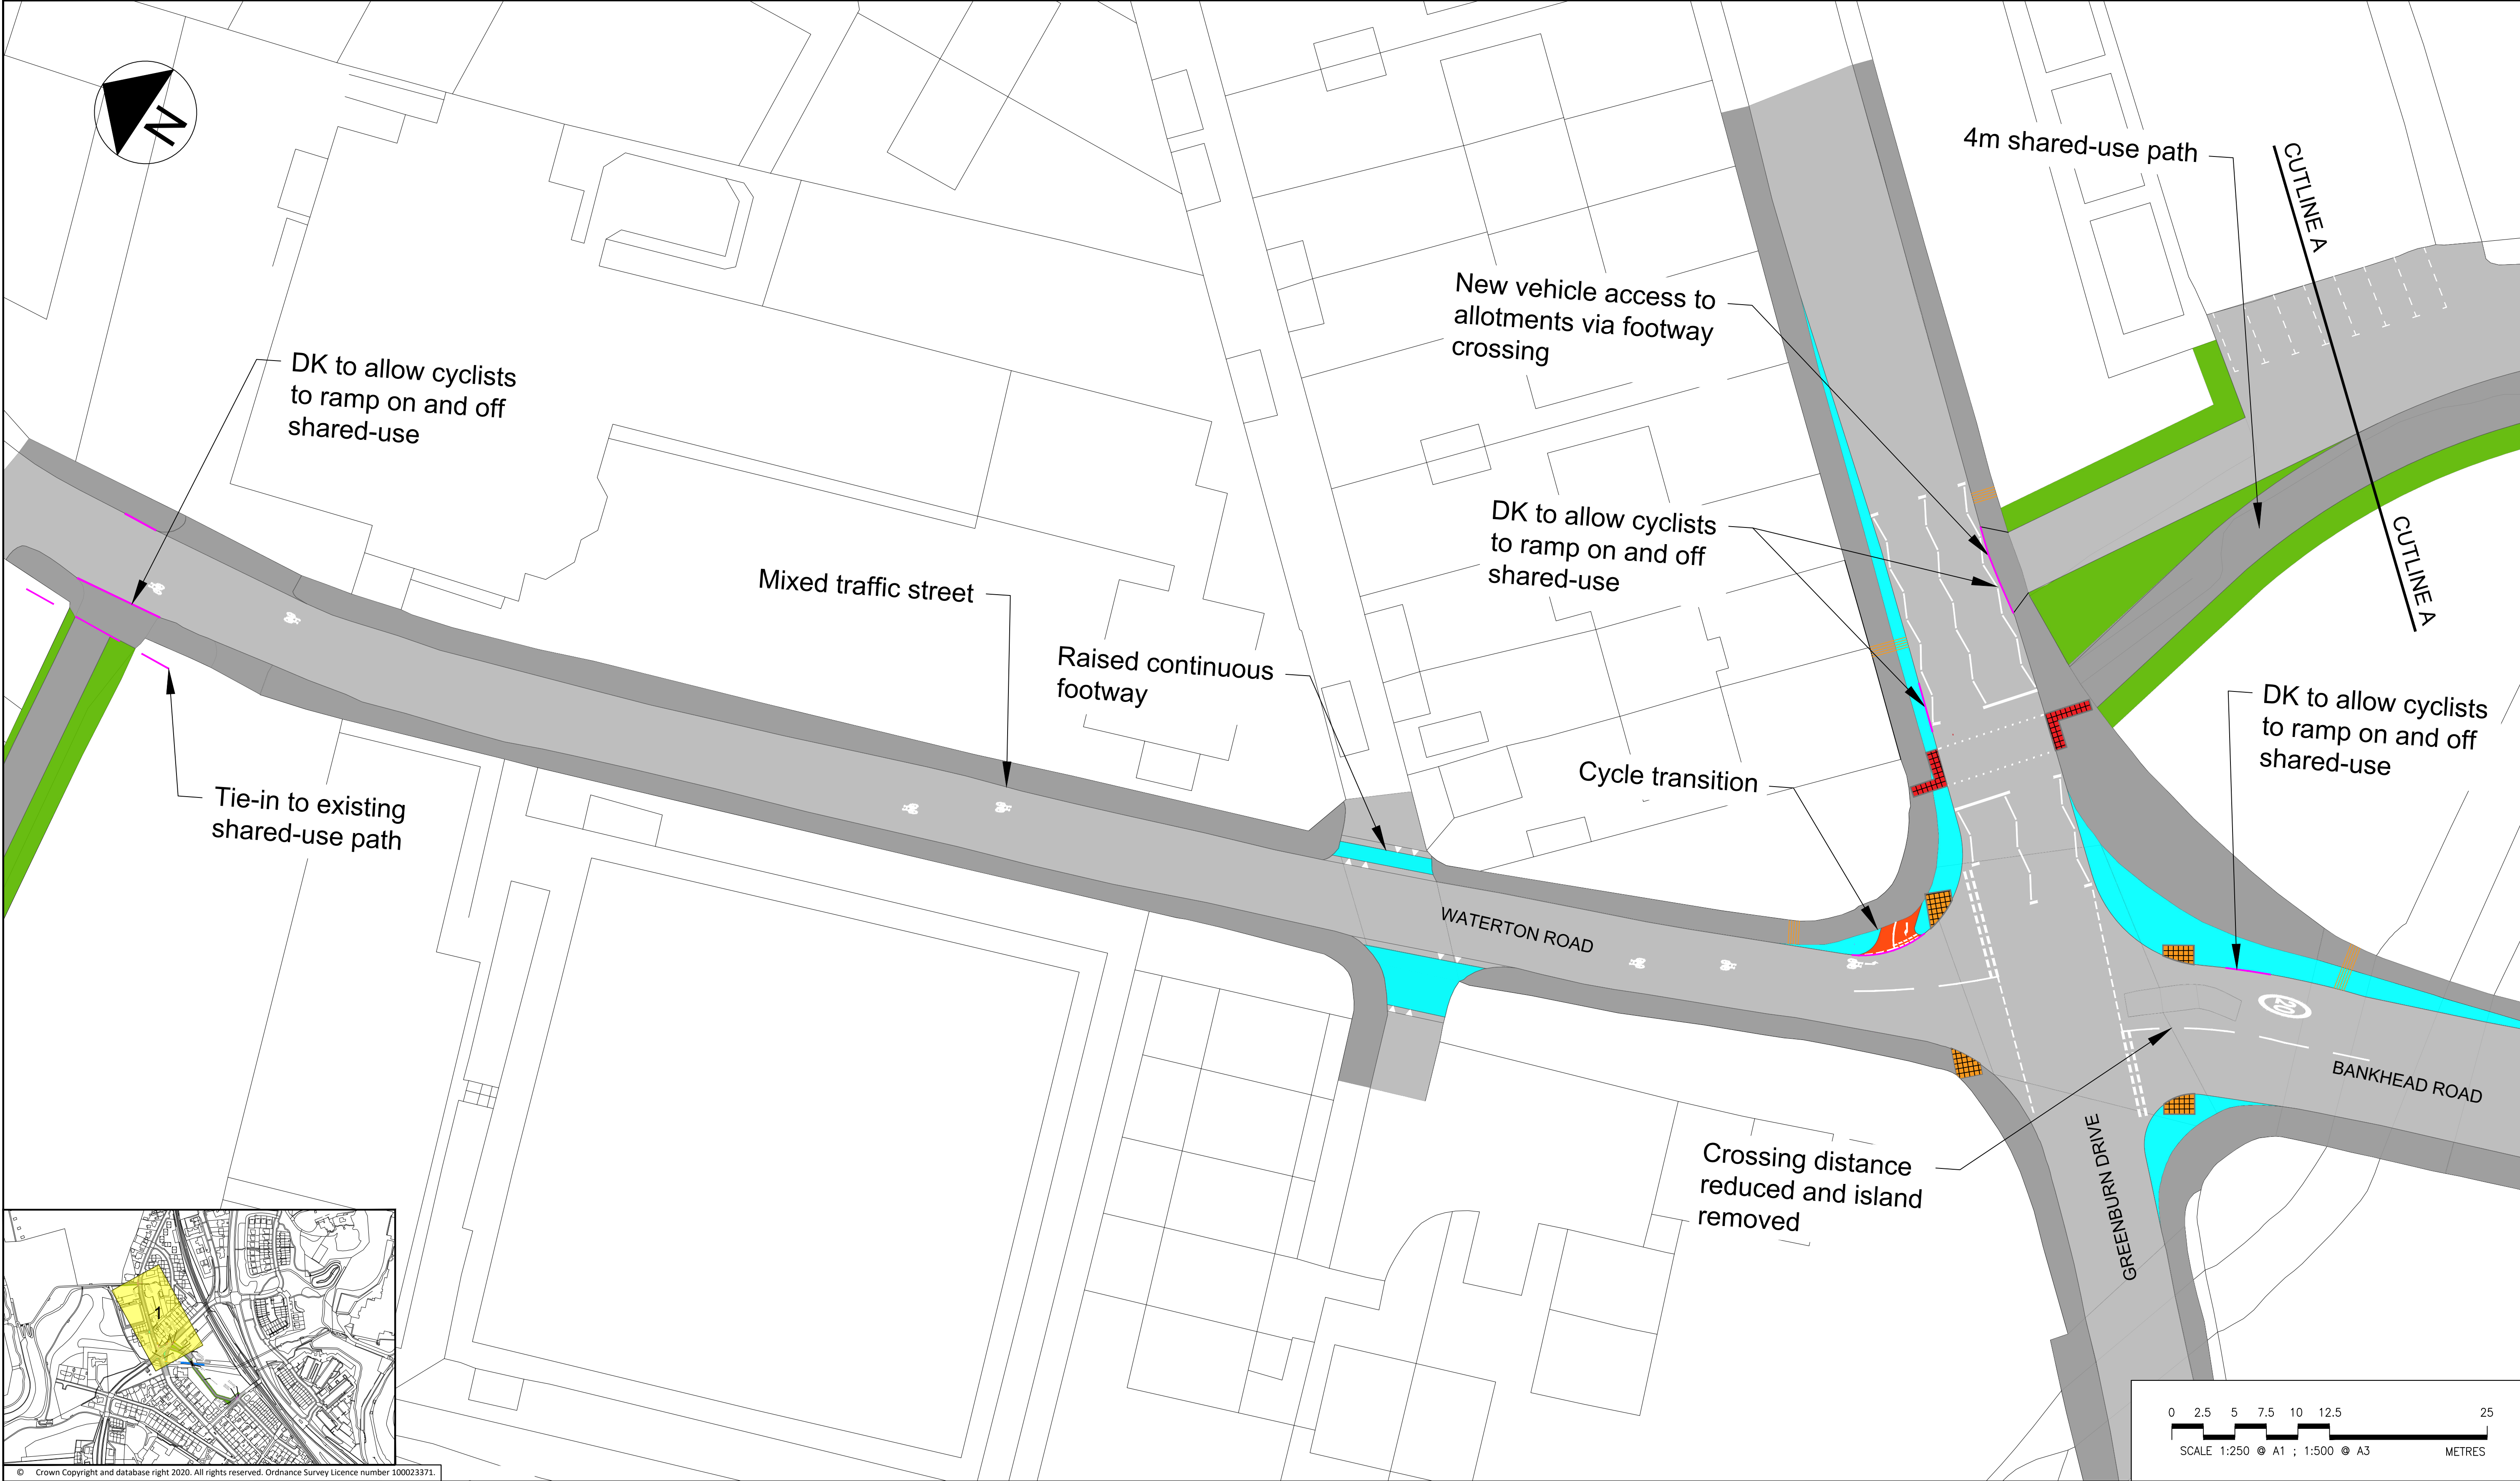 N
4m shared-use path
CUTLINE A
New vehicle access to
allotments via footway
crossing
DK to allow cyclists
to ramp on and off
shared-use
DK to allow cyclists
to ramp on and off
shared-use
CUTLINE A
Mixed traffic street
Raised continuous
footway
DK to allow cyclists
to ramp on and off
shared-use
Cycle transition
Tie-in to existing
shared-use path
WATERTON ROAD
20
BANKHEAD ROAD
GREENBURN DRIVE
Crossing distance
reduced and island
removed
1
0 2.5 5 7.5 10 12.5 25
SCALE 1:250 @ A1 ; 1:500 @ A3 METRES
© Crown Copyright and database right 2020. All rights reserved. Ordnance Survey Licence number 100023371.